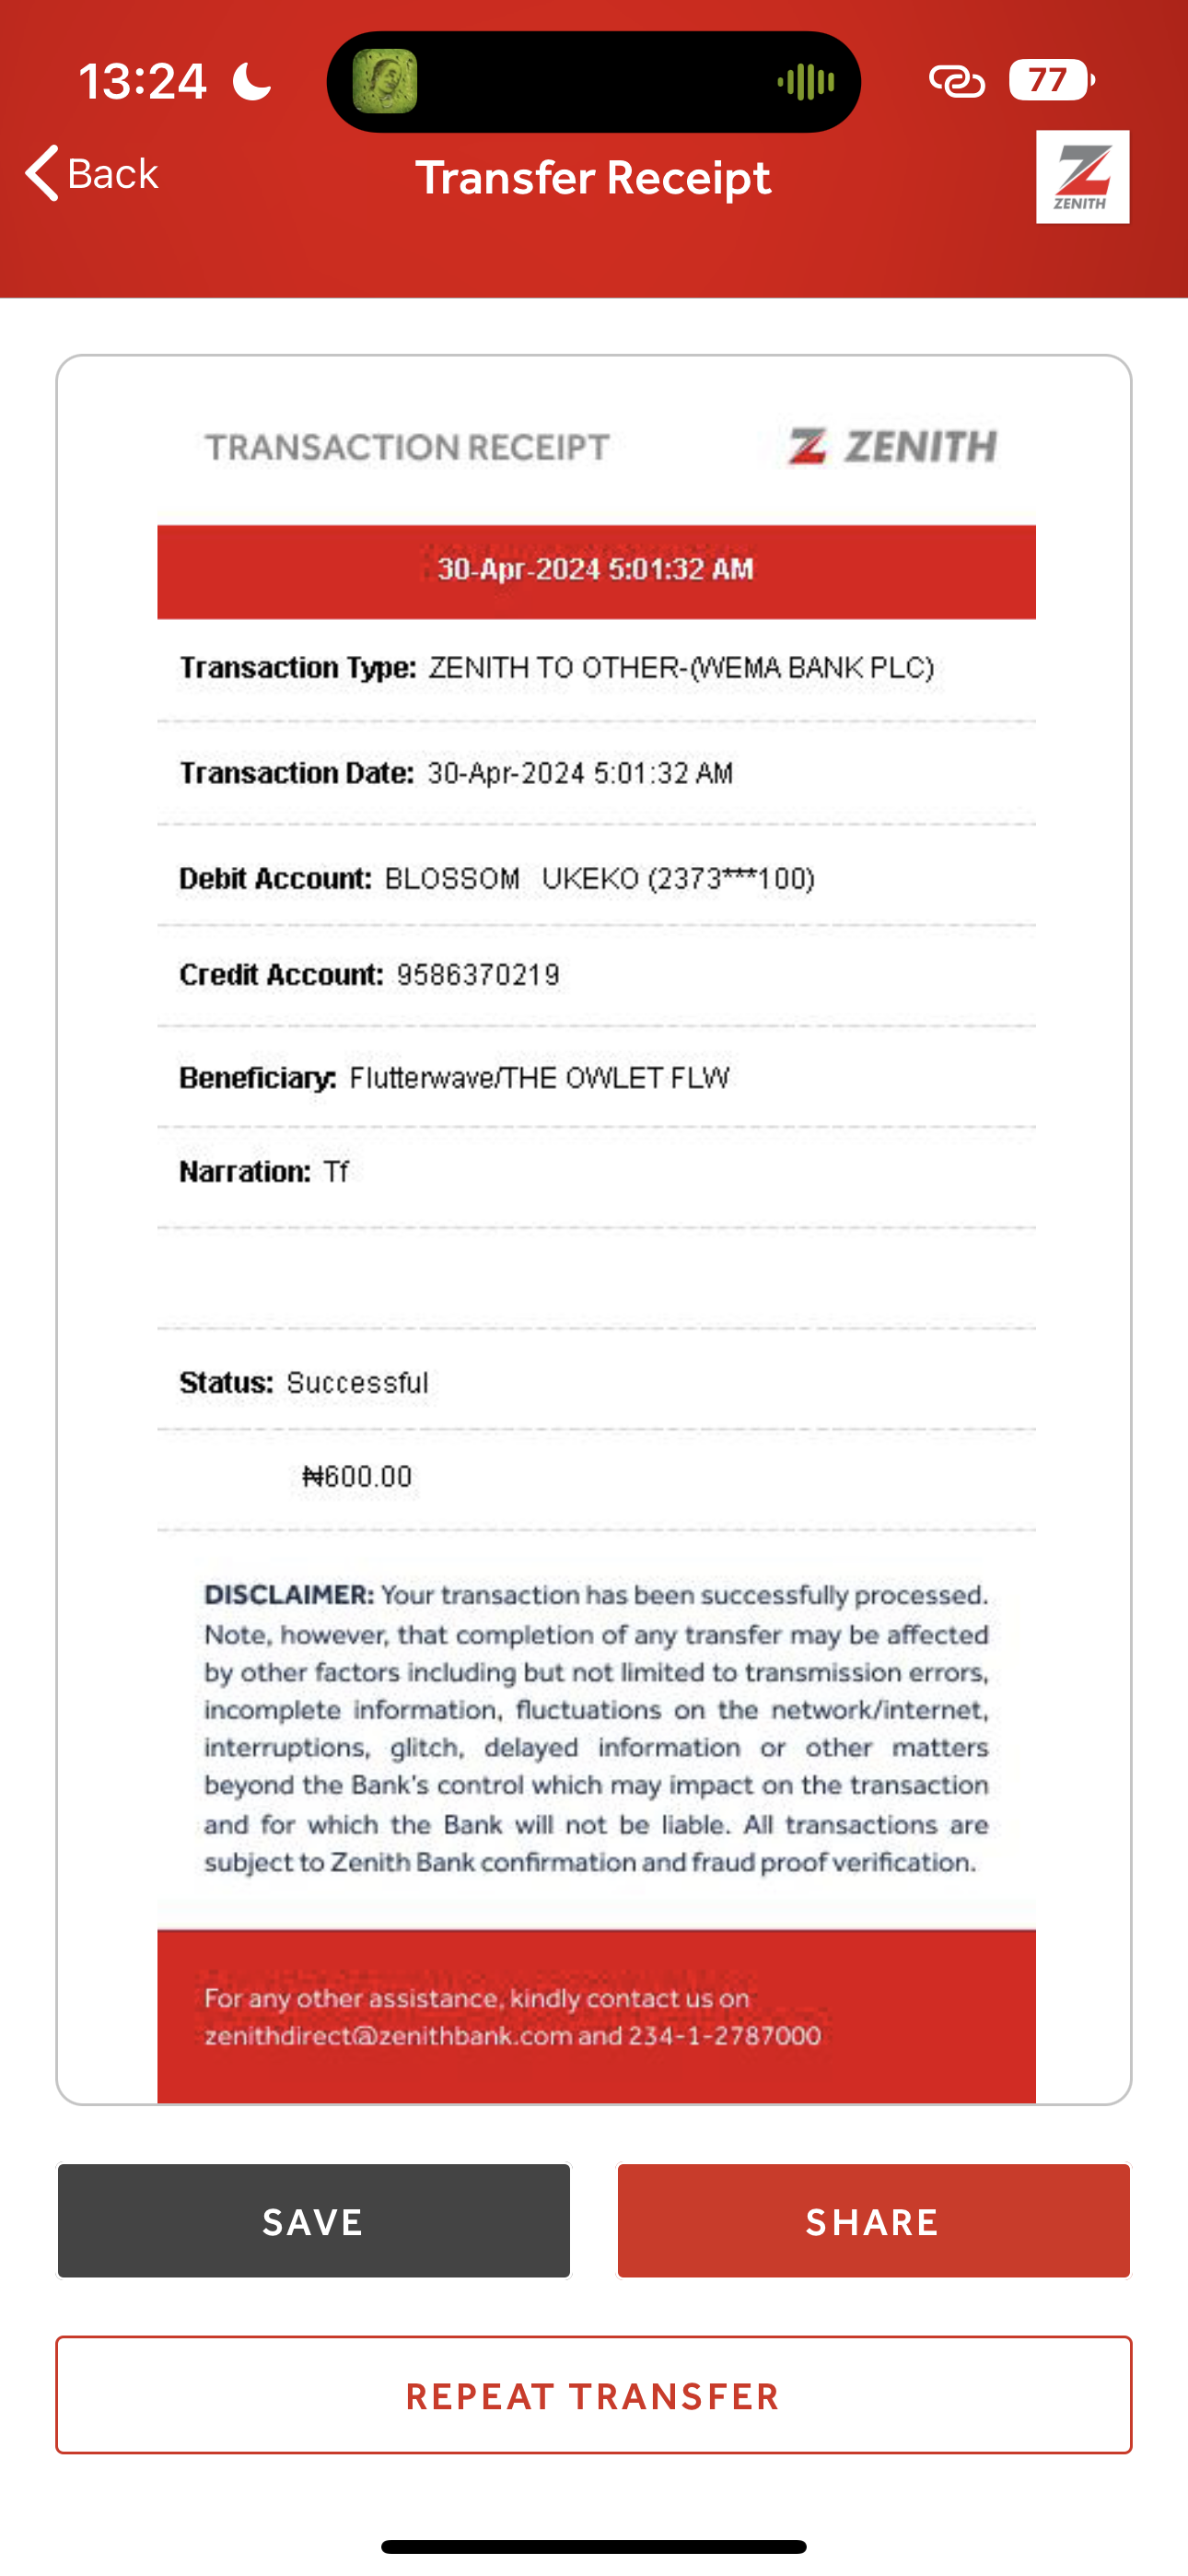 13:24
77
Back
Transfer Receipt
ZENITH
TRANSACTION RECEIPT
ZENITH
30-Apr-2024 5:01:32 AM
Transaction Type: ZENITH TO OTHER-(WEMA BANK PLC)
Transaction Date: 30-Apr-2024 5:01:32 AM
Debit Account: BLOSSOM UKEKO (2373***100)
Credit Account: 9586370219
Beneficiary: Flutterwave/THE OWLET FLW
Narration: Tf
Status: Successful
₦600.00
DISCLAIMER: Your transaction has been successfully processed.
Note, however, that completion of any transfer may be affected
by other factors including but not limited to transmission errors,
incomplete information, fluctuations on the network/internet,
interruptions, glitch, delayed information or other matters
beyond the Bank's control which may impact on the transaction
and for which the Bank will not be liable. All transactions are
subject to Zenith Bank confirmation and fraud proof verification.
For any other assistance, kindly contact us on
zenithdirect@zenithbank.com and 234-1-2787000
SAVE
SHARE
REPEAT TRANSFER